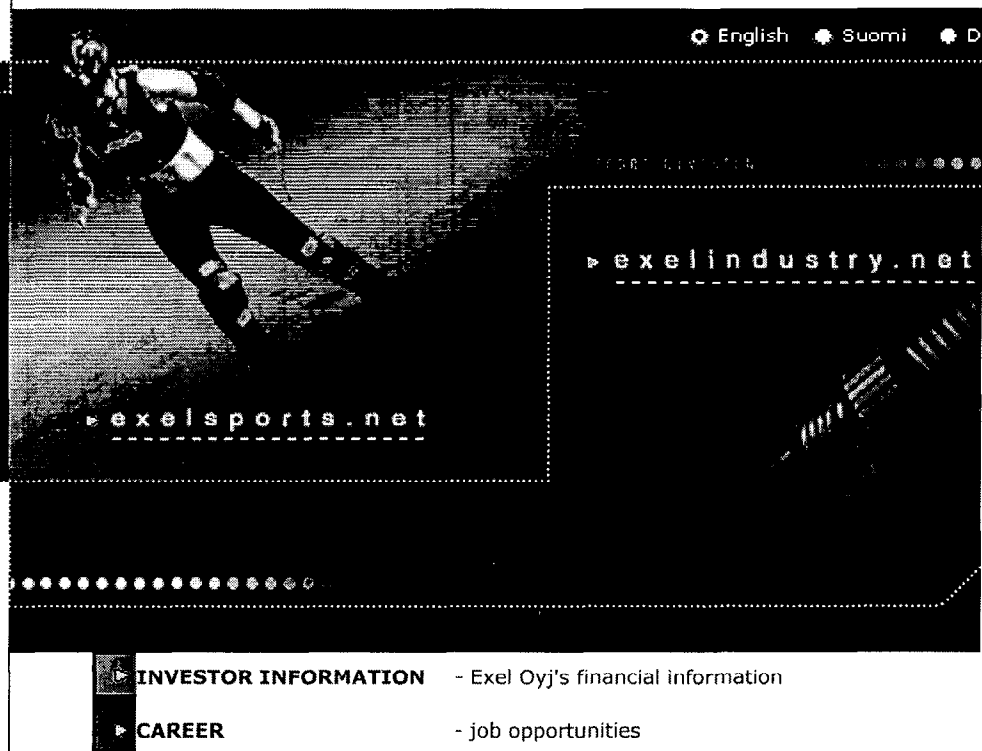 English Suomi D
exelindustry.net
exelsports.net
INVESTOR INFORMATION - Exel Oyj's financial information
CAREER - job opportunities